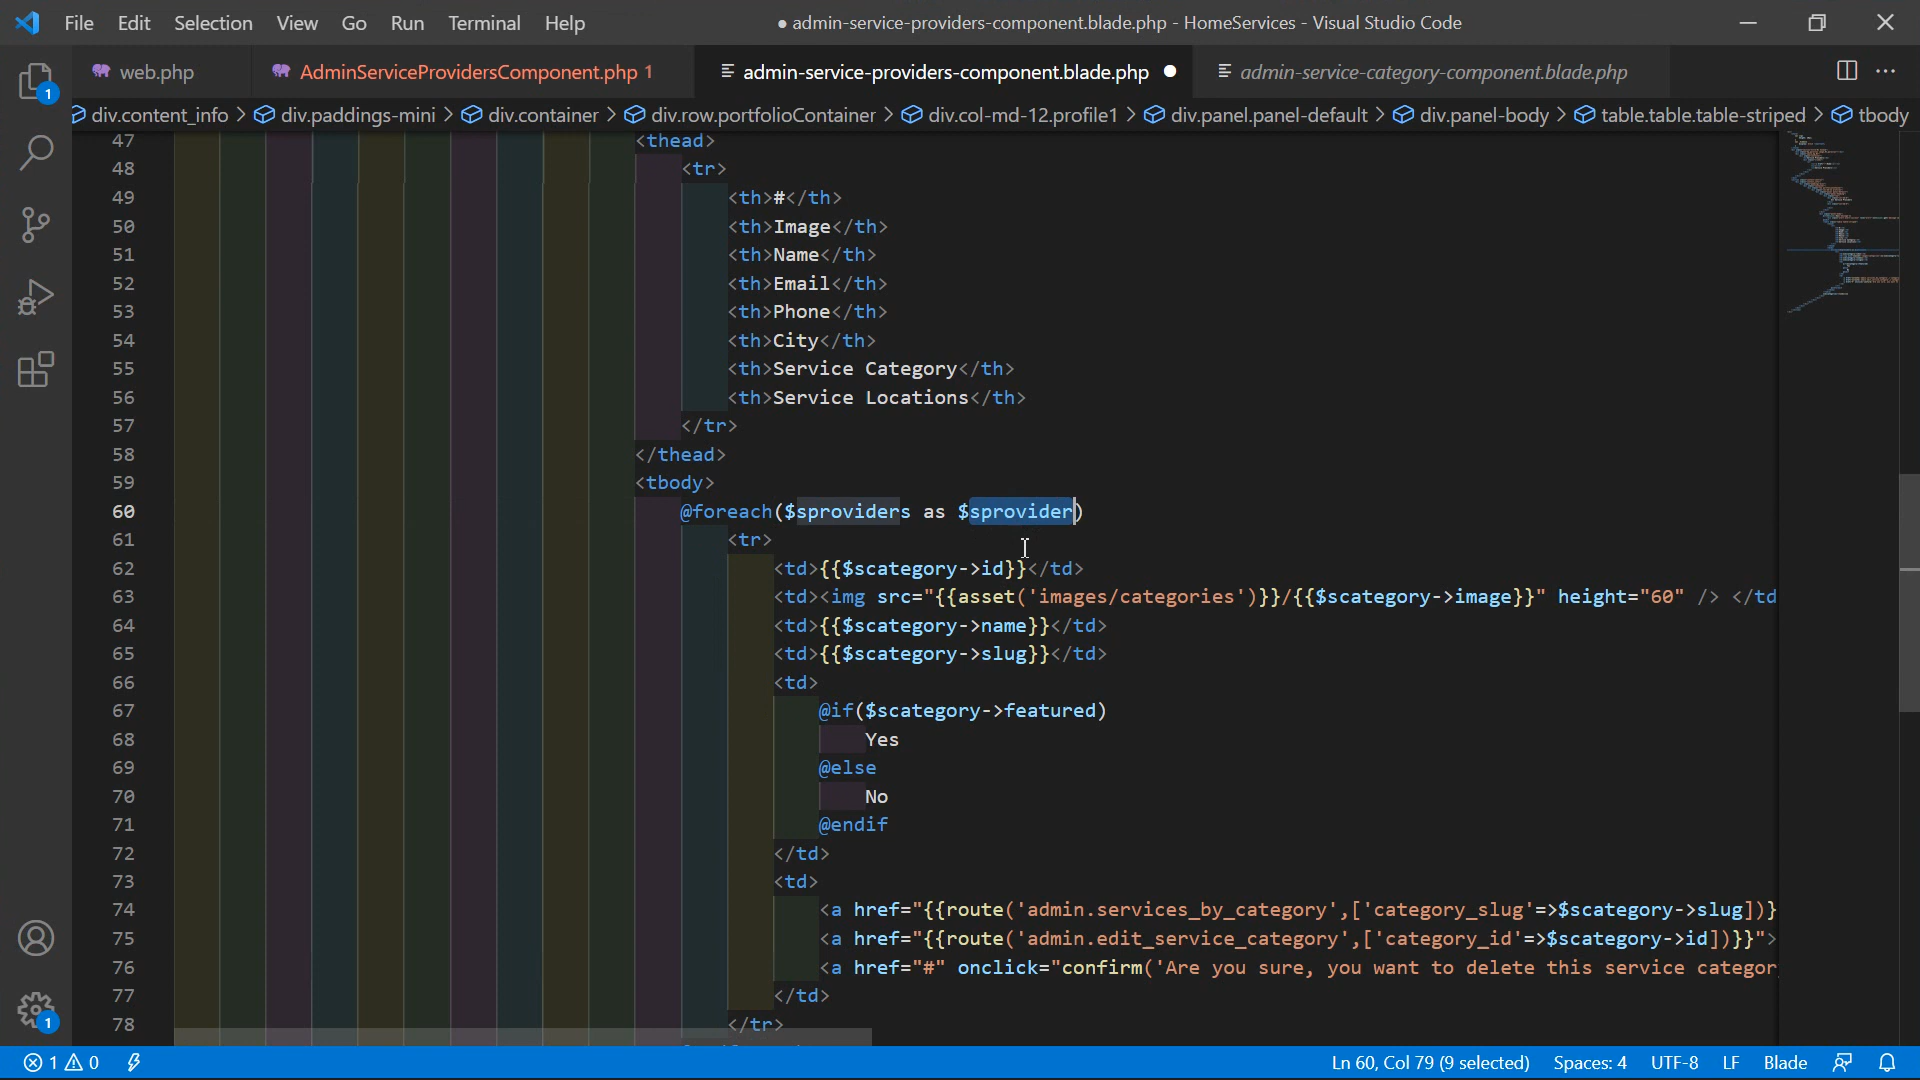 File Edit Selection View Go Run Terminal Help ● admin-service-providers-component.blade.php - HomeServices - Visual Studio Code
web.php AdminServiceProvidersComponent.php 1 admin-service-providers-component.blade.php ● admin-service-category-component.blade.php
div.content_info > div.paddings-mini > div.container > div.row.portfolioContainer > div.col-md-12.profile1 > div.panel.panel-default > div.panel-body > table.table.table-striped > tbody
47 <thead>
48 <tr>
49 <th>#</th>
50 <th>Image</th>
51 <th>Name</th>
52 <th>Email</th>
53 <th>Phone</th>
54 <th>City</th>
55 <th>Service Category</th>
56 <th>Service Locations</th>
57 </tr>
58 </thead>
59 <tbody>
60 @foreach($sproviders as $sprovider)
61 <tr>
62 <td>{{$scategory->id}}</td>
63 <td><img src="{{asset('images/categories')}}/{{$scategory->image}}" height="60" /> </td
64 <td>{{$scategory->name}}</td>
65 <td>{{$scategory->slug}}</td>
66 <td>
67 @if($scategory->featured)
68 Yes
69 @else
70 No
71 @endif
72 </td>
73 <td>
74 <a href="{{route('admin.services_by_category',['category_slug'=>$scategory->slug])}
75 <a href="{{route('admin.edit_service_category',['category_id'=>$scategory->id])}}">
76 <a href="#" onclick="confirm('Are you sure, you want to delete this service categor
77 </td>
78 </tr>
1
1
1 0 Ln 60, Col 79 (9 selected) Spaces: 4 UTF-8 LF Blade